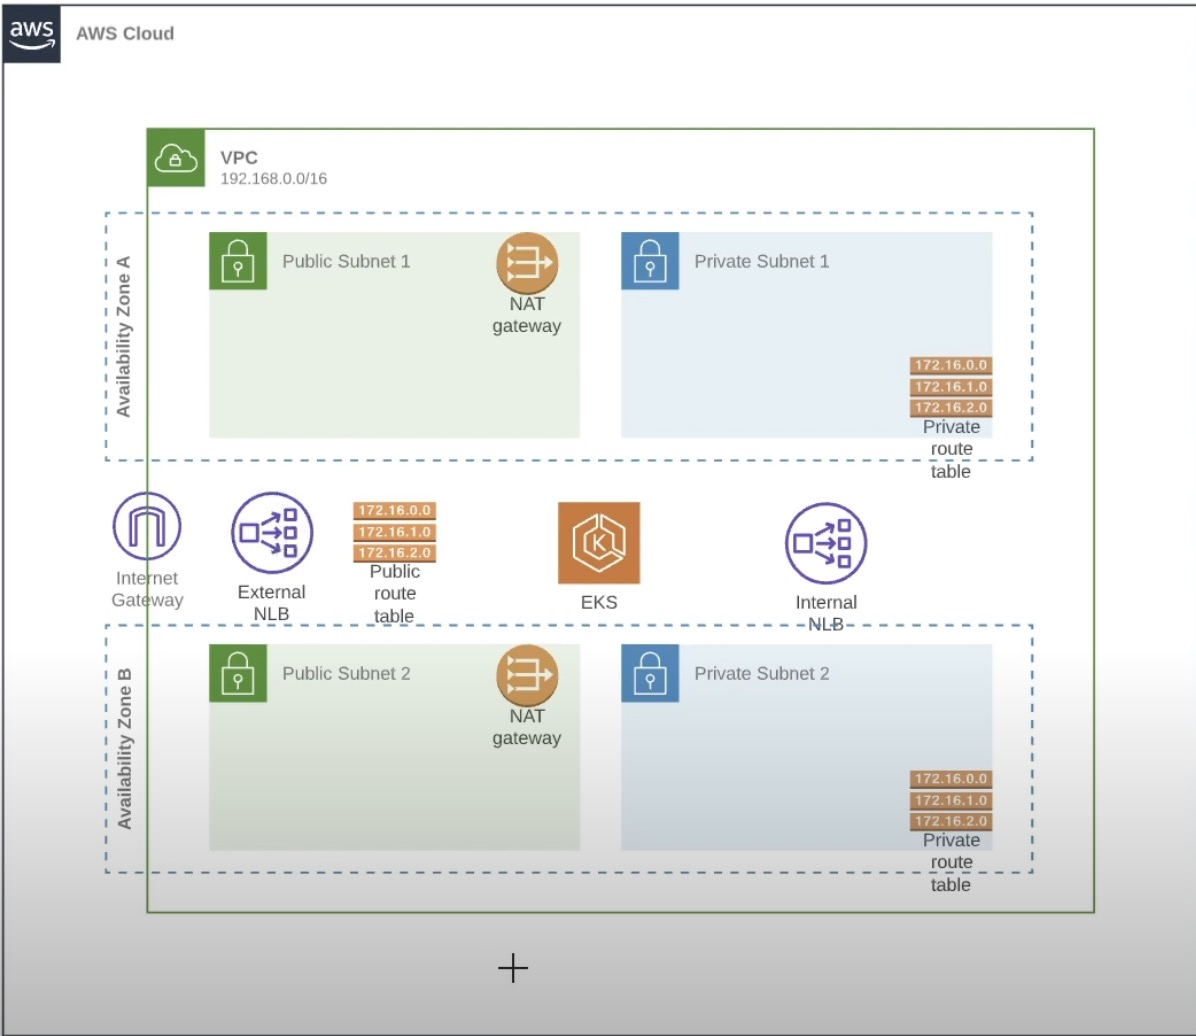 aws
AWS Cloud
VPC
192.168.0.0/16
Availability Zone A
Public Subnet 1
NAT
gateway
Private Subnet 1
172.16.0.0
172.16.1.0
172.16.2.0
Private
route
table
Internet
Gateway
External
NLB
172.16.0.0
172.16.1.0
172.16.2.0
Public
route
table
K
EKS
Internal
NLB
Availability Zone B
Public Subnet 2
NAT
gateway
Private Subnet 2
172.16.0.0
172.16.1.0
172.16.2.0
Private
route
table